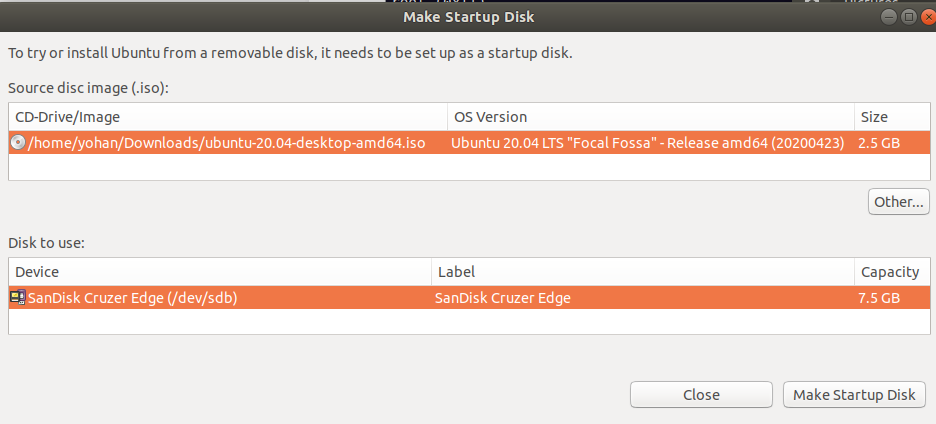 Make Startup Disk
To try or install Ubuntu from a removable disk, it needs to be set up as a startup disk.
Source disc image (.iso):
CD-Drive/Image OS Version Size
/home/yohan/Downloads/ubuntu-20.04-desktop-amd64.iso Ubuntu 20.04 LTS "Focal Fossa" - Release amd64 (20200423) 2.5 GB
Other...
Disk to use:
Device Label Capacity
SanDisk Cruzer Edge (/dev/sdb) SanDisk Cruzer Edge 7.5 GB
Close Make Startup Disk